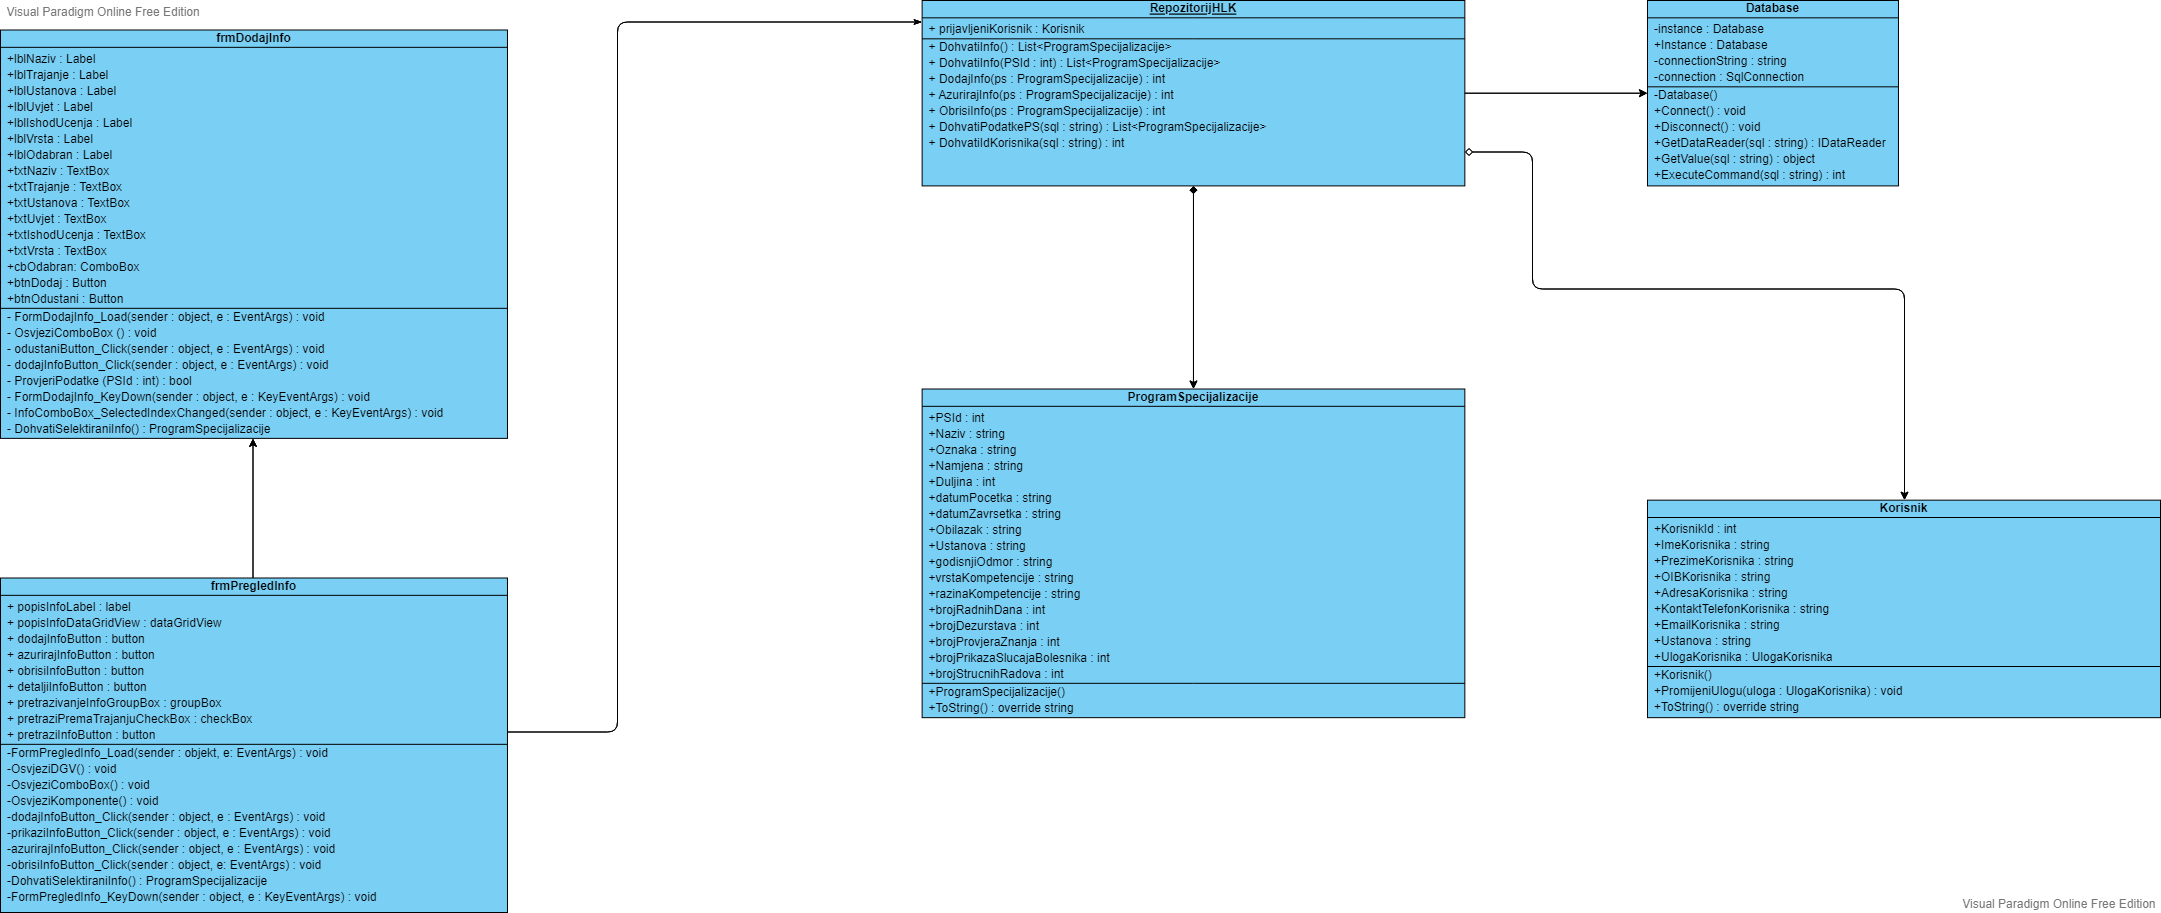 Visual Paradigm Online Free Edition
frmDodajInfo
+lblNaziv : Label
+lblTrajanje : Label
+lblUstanova : Label
+lblUvjet : Label
+lblIshodUcenja : Label
+lblVrsta : Label
+lblOdabran : Label
+txtNaziv : TextBox
+txtTrajanje : TextBox
+txtUstanova : TextBox
+txtUvjet : TextBox
+txtIshodUcenja : TextBox
+txtVrsta : TextBox
+cbOdabran: ComboBox
+btnDodaj : Button
+btnOdustani : Button
- FormDodajInfo_Load(sender : object, e : EventArgs) : void
- OsvjeziComboBox () : void
- odustaniButton_Click(sender : object, e : EventArgs) : void
- dodajInfoButton_Click(sender : object, e : EventArgs) : void
- ProvjeriPodatke (PSId : int) : bool
- FormDodajInfo_KeyDown(sender : object, e : KeyEventArgs) : void
- InfoComboBox_SelectedIndexChanged(sender : object, e : KeyEventArgs) : void
- DohvatiSelektiraniInfo() : ProgramSpecijalizacije
frmPregledInfo
+ popisInfoLabel : label
+ popisInfoDataGridView : dataGridView
+ dodajInfoButton : button
+ azurirajInfoButton : button
+ obrisiInfoButton : button
+ detaljiInfoButton : button
+ pretrazivanjeInfoGroupBox : groupBox
+ pretraziPremaTrajanjuCheckBox : checkBox
+ pretraziInfoButton : button
-FormPregledInfo_Load(sender : objekt, e: EventArgs) : void
-OsvjeziDGV() : void
-OsvjeziComboBox() : void
-OsvjeziKomponente() : void
-dodajInfoButton_Click(sender : object, e : EventArgs) : void
-prikaziInfoButton_Click(sender : object, e : EventArgs) : void
-azurirajInfoButton_Click(sender : object, e : EventArgs) : void
-obrisiInfoButton_Click(sender : object, e: EventArgs) : void
-DohvatiSelektiraniInfo() : ProgramSpecijalizacije
-FormPregledInfo_KeyDown(sender : object, e : KeyEventArgs) : void
RepozitorijHLK
+ prijavljeniKorisnik : Korisnik
+ DohvatiInfo() : List<ProgramSpecijalizacije>
+ DohvatiInfo(PSId : int) : List<ProgramSpecijalizacije>
+ DodajInfo(ps : ProgramSpecijalizacije) : int
+ AzurirajInfo(ps : ProgramSpecijalizacije) : int
+ ObrisiInfo(ps : ProgramSpecijalizacije) : int
+ DohvatiPodatkePS(sql : string) : List<ProgramSpecijalizacije>
+ DohvatiIdKorisnika(sql : string) : int
ProgramSpecijalizacije
+PSId : int
+Naziv : string
+Oznaka : string
+Namjena : string
+Duljina : int
+datumPocetka : string
+datumZavrsetka : string
+Obilazak : string
+Ustanova : string
+godisnjiOdmor : string
+vrstaKompetencije : string
+razinaKompetencije : string
+brojRadnihDana : int
+brojDezurstava : int
+brojProvjeraZnanja : int
+brojPrikazaSlucajaBolesnika : int
+brojStrucnihRadova : int
+ProgramSpecijalizacije()
+ToString() : override string
Database
-instance : Database
+Instance : Database
-connectionString : string
-connection : SqlConnection
-Database()
+Connect() : void
+Disconnect() : void
+GetDataReader(sql : string) : IDataReader
+GetValue(sql : string) : object
+ExecuteCommand(sql : string) : int
Korisnik
+KorisnikId : int
+ImeKorisnika : string
+PrezimeKorisnika : string
+OIBKorisnika : string
+AdresaKorisnika : string
+KontaktTelefonKorisnika : string
+EmailKorisnika : string
+Ustanova : string
+UlogaKorisnika : UlogaKorisnika
+Korisnik()
+PromijeniUlogu(uloga : UlogaKorisnika) : void
+ToString() : override string
Visual Paradigm Online Free Edition